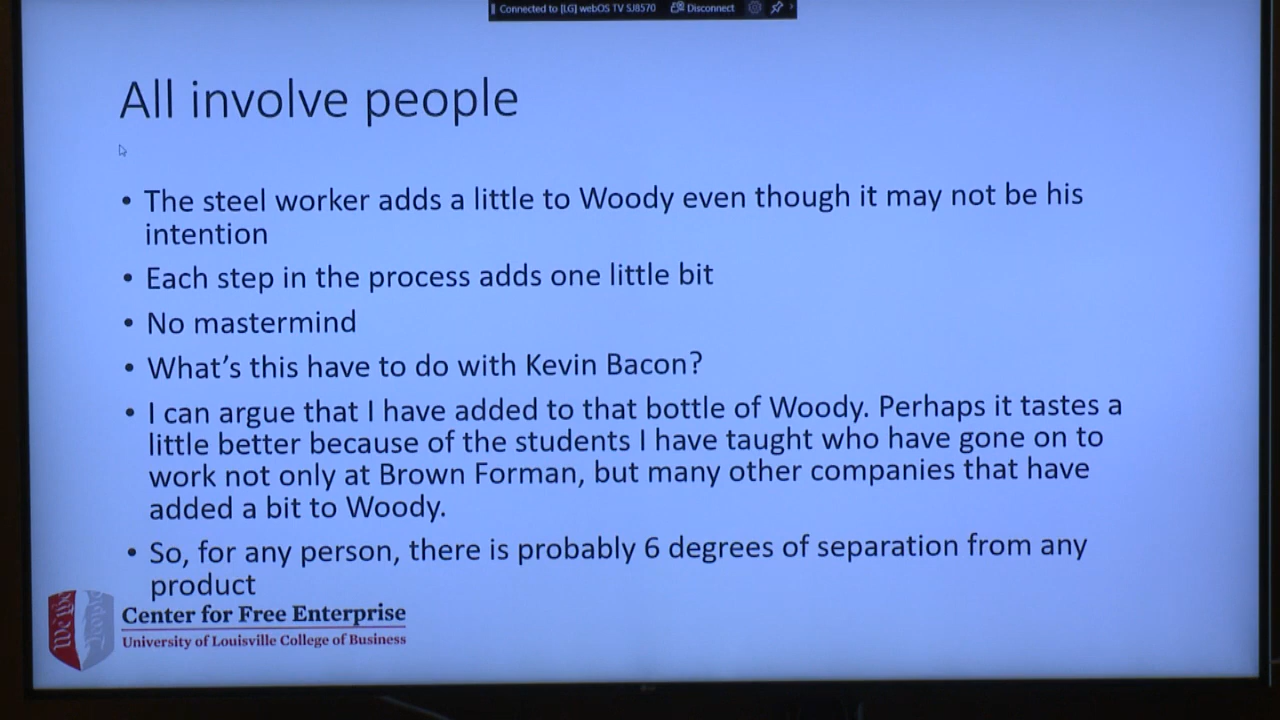 Connected to [LG] webOS TV SJ8570 Disconnect
All involve people
• The steel worker adds a little to Woody even though it may not be his
intention
• Each step in the process adds one little bit
• No mastermind
• What's this have to do with Kevin Bacon?
• I can argue that I have added to that bottle of Woody. Perhaps it tastes a
little better because of the students I have taught who have gone on to
work not only at Brown Forman, but many other companies that have
added a bit to Woody.
• So, for any person, there is probably 6 degrees of separation from any
product
We the
Center for Free Enterprise
University of Louisville College of Business